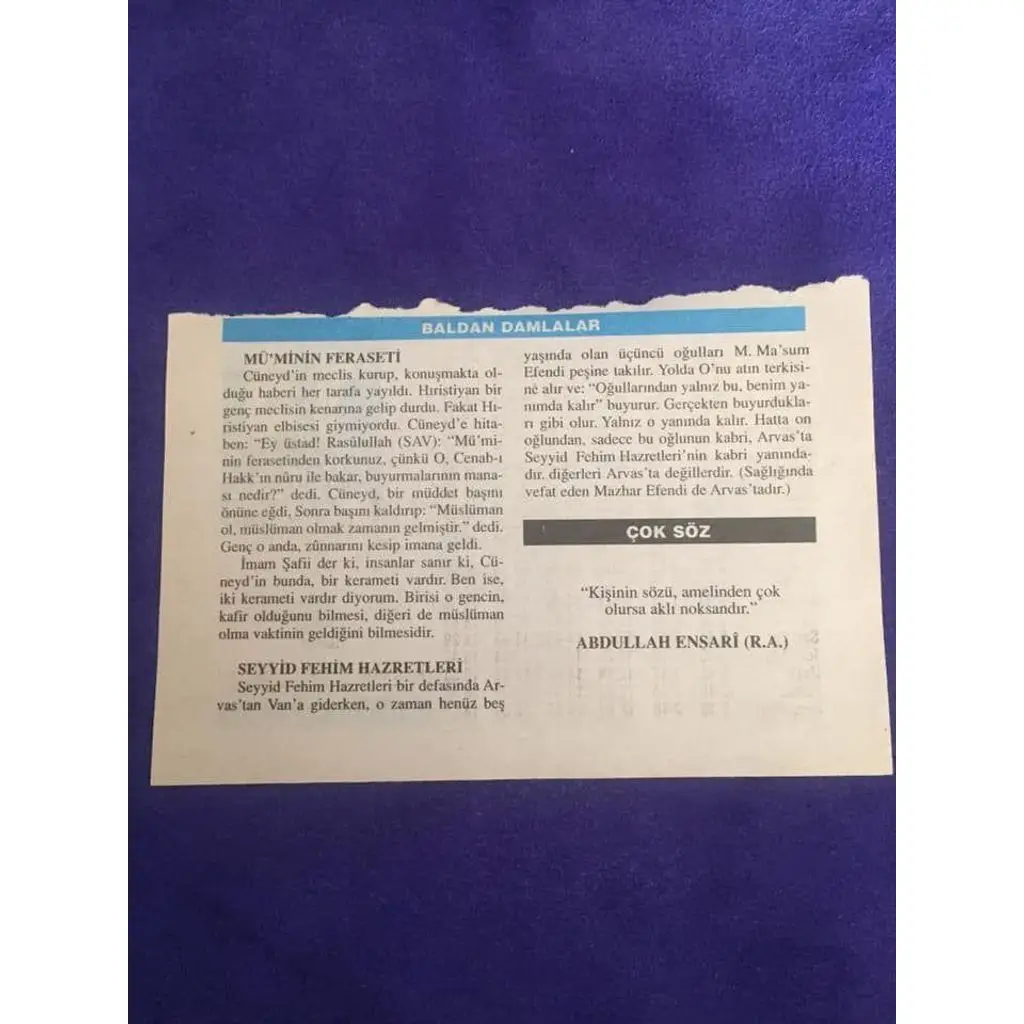 BALDAN DAMLALAR
MÜ'MİNİN FERASETİ
Cüneyd'in meclis kurup, konuşmakta ol-
duğu haberi her tarafa yayıldı. Hıristiyan bir
genç meclisin kenarına gelip durdu. Fakat Hı-
ristiyan elbisesi giymiyordu. Cüneyd'e hita-
ben: “Ey üstad! Rasûlullah (SAV): “Mü'mi-
nin ferasetinden korkunuz, çünkü O, Cenab-ı
Hakk'ın nûru ile bakar, buyurmalarının mana-
sı nedir?” dedi. Cüneyd, bir müddet başını
önüne eğdi. Sonra başını kaldırıp: “Müslüman
ol, müslüman olmak zamanın gelmiştir.” dedi.
Genç o anda, zûnnarını kesip imana geldi.
İmam Şafii der ki, insanlar sanır ki, Cü-
neyd'in bunda, bir kerameti vardır. Ben ise,
iki kerameti vardır diyorum. Birisi o gencin,
kafir olduğunu bilmesi, diğeri de müslüman
olma vaktinin geldiğini bilmesidir.
SEYYİD FEHİM HAZRETLERİ
Seyyid Fehim Hazretleri bir defasında Ar-
vas'tan Van'a giderken, o zaman henüz beş
yaşında olan üçüncü oğulları M. Ma'sum
Efendi peşine takılır. Yolda O'nu atın terkisi-
ne alır ve: “Oğullarından yalnız bu, benim ya-
nımda kalır” buyurur. Gerçekten buyurdukla-
rı gibi olur. Yalnız o yanında kalır. Hatta on
oğlundan, sadece bu oğlunun kabri, Arvas'ta
Seyyid Fehim Hazretleri'nin kabri yanında-
dır. diğerleri Arvas'ta değillerdir. (Sağlığında
vefat eden Mazhar Efendi de Arvas'tadır.)
ÇOK SÖZ
“Kişinin sözü, amelinden çok
olursa aklı noksandır.”
ABDULLAH ENSARÎ (R.A.)